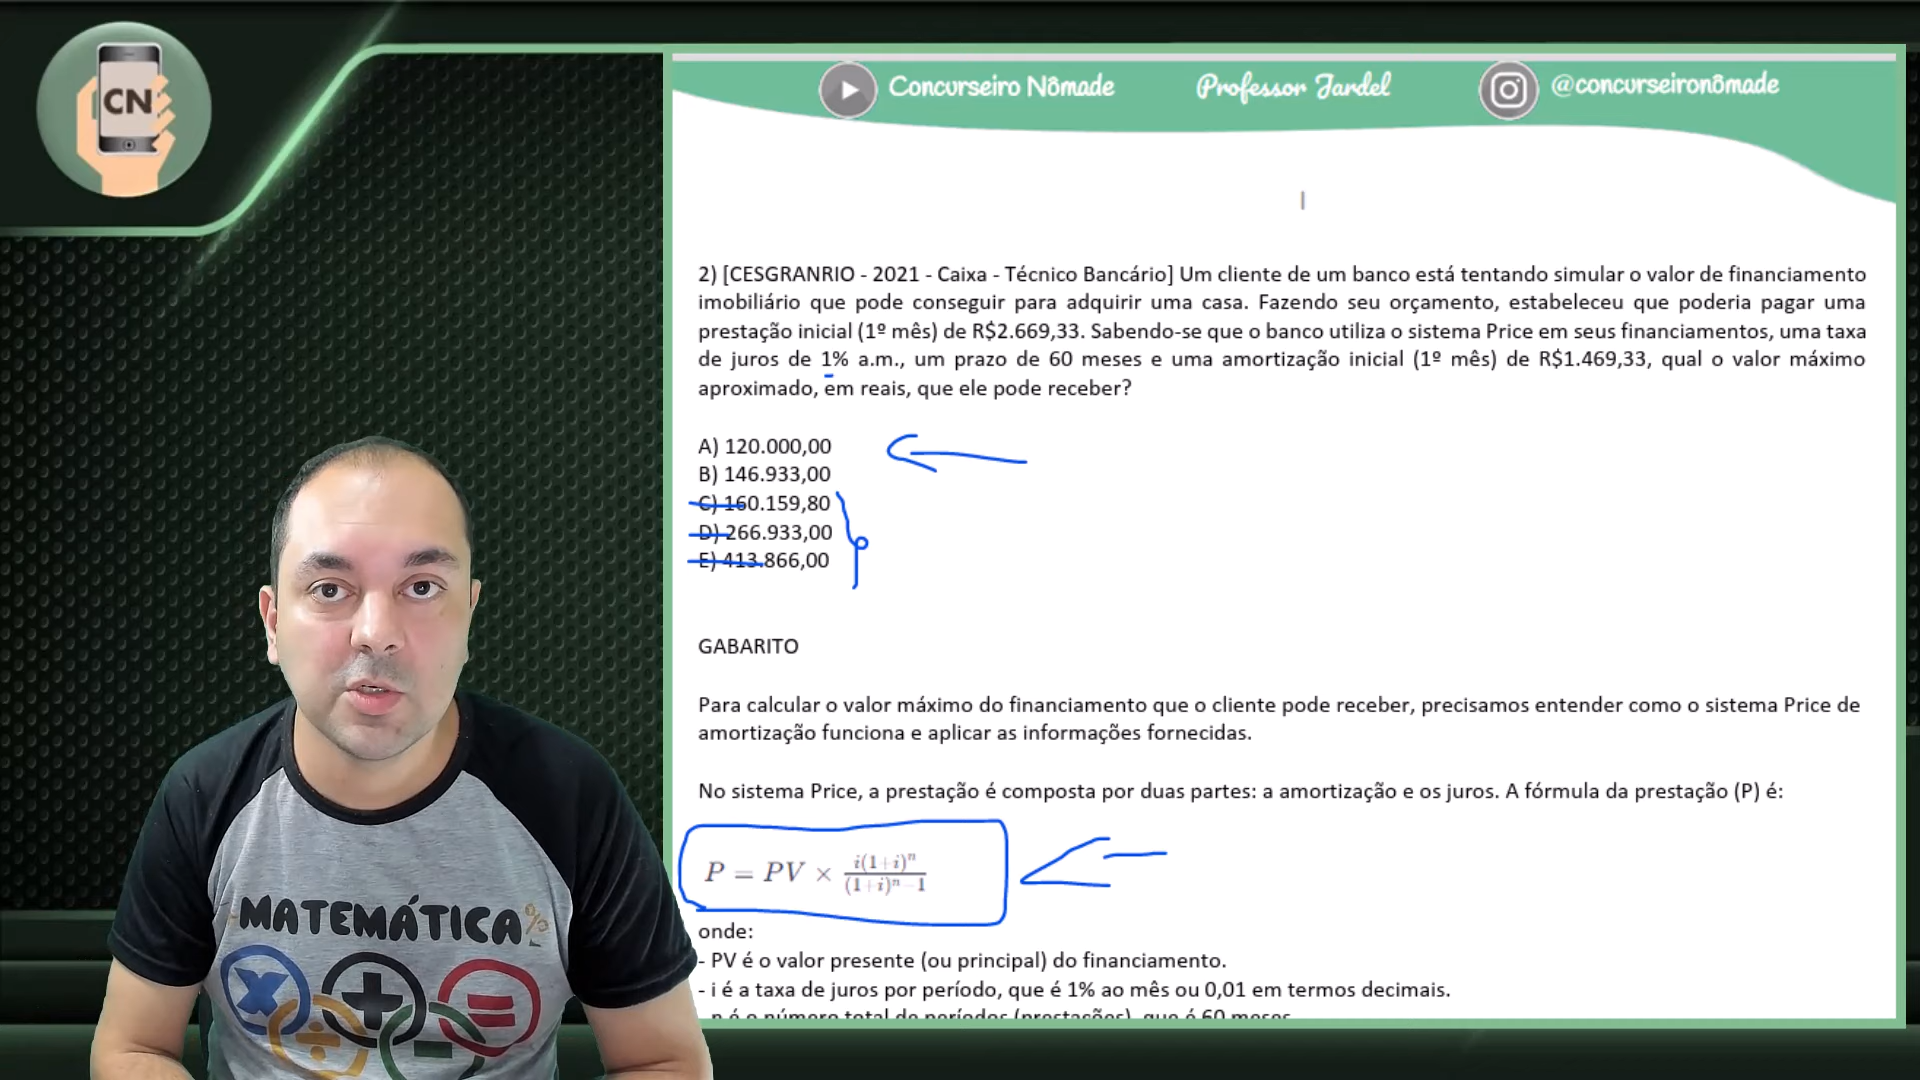 CN
Concurseiro Nômade
Professor Jardel
@concurseironômade
2) [CESGRANRIO - 2021 - Caixa - Técnico Bancário] Um cliente de um banco está tentando simular o valor de financiamento
imobiliário que pode conseguir para adquirir uma casa. Fazendo seu orçamento, estabeleceu que poderia pagar uma
prestação inicial (1º mês) de R$2.669,33. Sabendo-se que o banco utiliza o sistema Price em seus financiamentos, uma taxa
de juros de 1% a.m., um prazo de 60 meses e uma amortização inicial (1º mês) de R$1.469,33, qual o valor máximo
aproximado, em reais, que ele pode receber?
A) 120.000,00
B) 146.933,00
C) 160.159,80
D) 266.933,00
E) 413.866,00
GABARITO
Para calcular o valor máximo do financiamento que o cliente pode receber, precisamos entender como o sistema Price de
amortização funciona e aplicar as informações fornecidas.
No sistema Price, a prestação é composta por duas partes: a amortização e os juros. A fórmula da prestação (P) é:
P = PV × i(1+i)^n / (1+i)^n-1
onde:
- PV é o valor presente (ou principal) do financiamento.
- i é a taxa de juros por período, que é 1% ao mês ou 0,01 em termos decimais.
- n é o número total de períodos (prestações), que é 60 meses.
MATEMÁTICA%